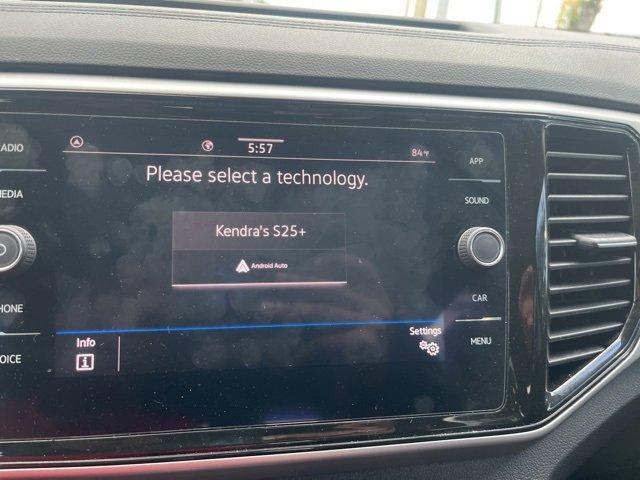 5:57
84°F
Please select a technology.
Kendra's S25+
Android Auto
Info
i
Settings
ADIO
EDIA
HONE
OICE
APP
SOUND
CAR
MENU